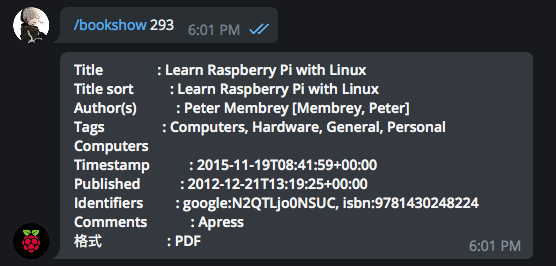 /bookshow 293 6:01 PM
Title : Learn Raspberry Pi with Linux
Title sort : Learn Raspberry Pi with Linux
Author(s) : Peter Membrey [Membrey, Peter]
Tags : Computers, Hardware, General, Personal
Computers
Timestamp : 2015-11-19T08:41:59+00:00
Published : 2012-12-21T13:19:25+00:00
Identifiers : google:N2QTLjo0NSUC, isbn:9781430248224
Comments : Apress
格式 : PDF
6:01 PM